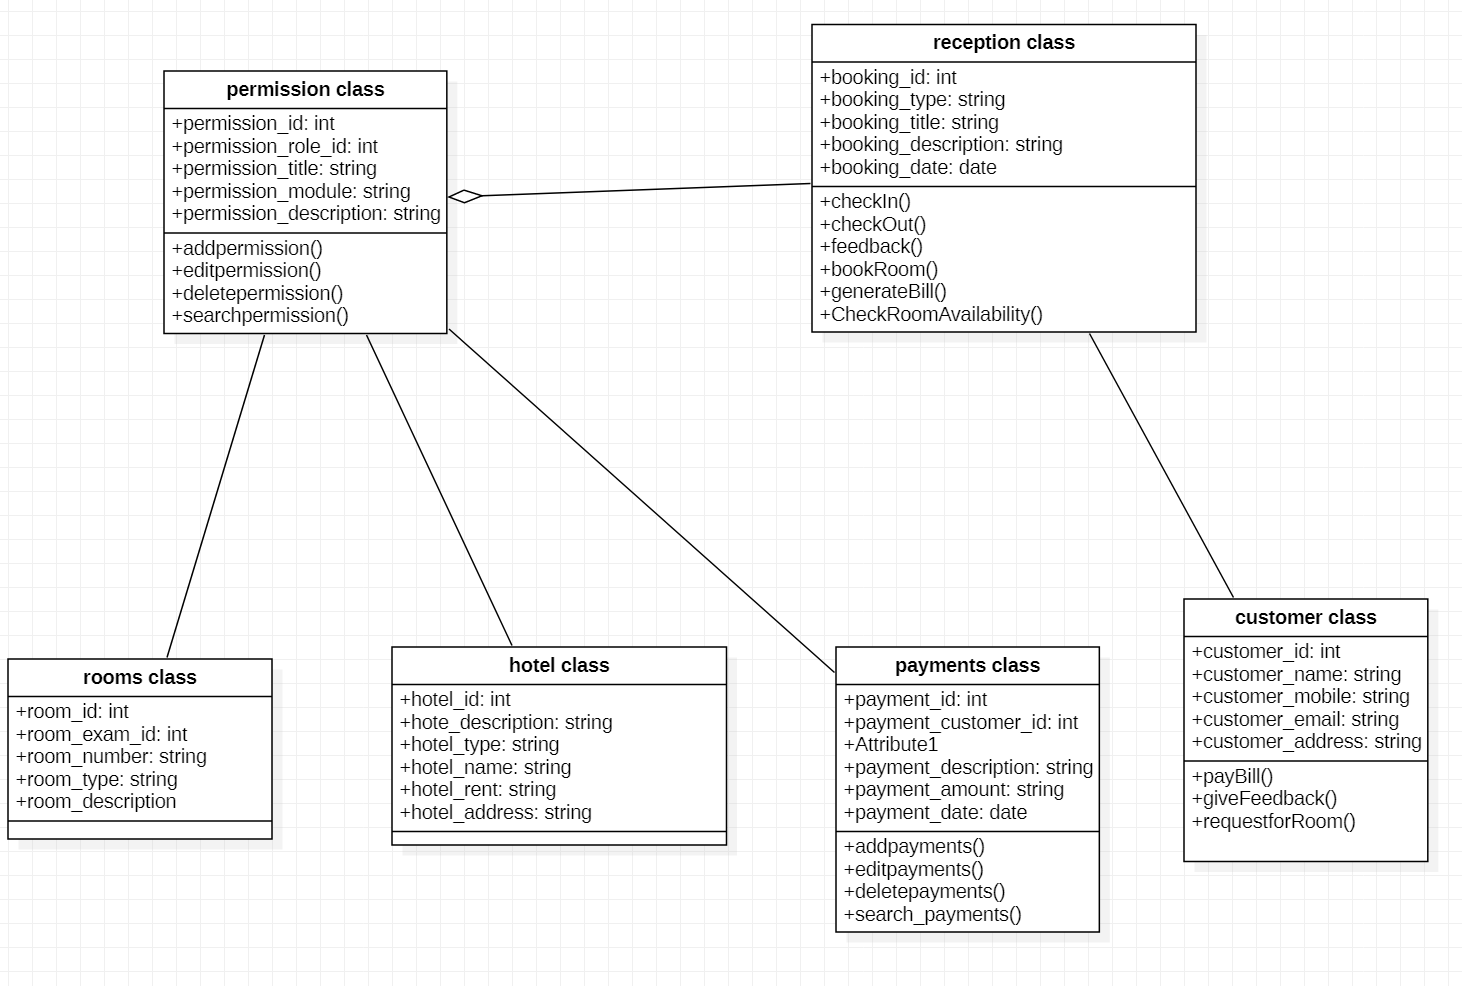 permission class
+permission_id: int
+permission_role_id: int
+permission_title: string
+permission_module: string
+permission_description: string
+addpermission()
+editpermission()
+deletepermission()
+searchpermission()
reception class
+booking_id: int
+booking_type: string
+booking_title: string
+booking_description: string
+booking_date: date
+checkIn()
+checkOut()
+feedback()
+bookRoom()
+generateBill()
+CheckRoomAvailability()
rooms class
+room_id: int
+room_exam_id: int
+room_number: string
+room_type: string
+room_description
hotel class
+hotel_id: int
+hote_description: string
+hotel_type: string
+hotel_name: string
+hotel_rent: string
+hotel_address: string
payments class
+payment_id: int
+payment_customer_id: int
+Attribute1
+payment_description: string
+payment_amount: string
+payment_date: date
+addpayments()
+editpayments()
+deletepayments()
+search_payments()
customer class
+customer_id: int
+customer_name: string
+customer_mobile: string
+customer_email: string
+customer_address: string
+payBill()
+giveFeedback()
+requestforRoom()